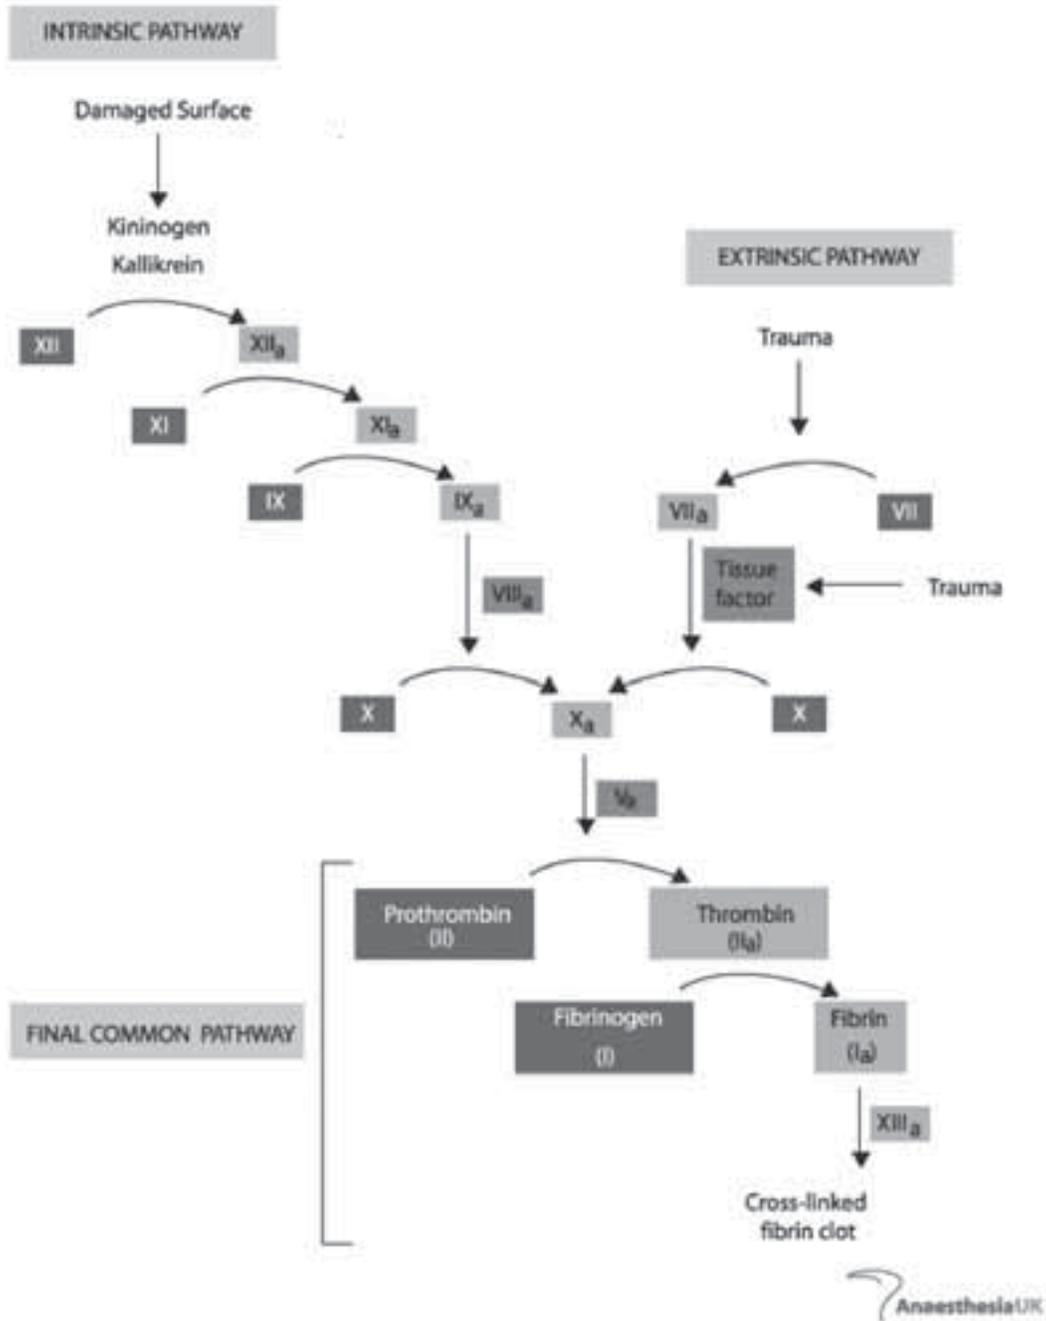 INTRINSIC PATHWAY
Damaged Surface
Kininogen
Kallikrein
EXTRINSIC PATHWAY
Trauma
XII
XIIa
XI
XIa
IX
IXa
VIIa
VII
VIIIa
Tissue
factor
Trauma
X
Xa
X
Va
Prothrombin
(II)
Thrombin
(IIa)
FINAL COMMON PATHWAY
Fibrinogen
(I)
Fibrin
(Ia)
XIIIa
Cross-linked
fibrin clot
AnaesthesiaUK